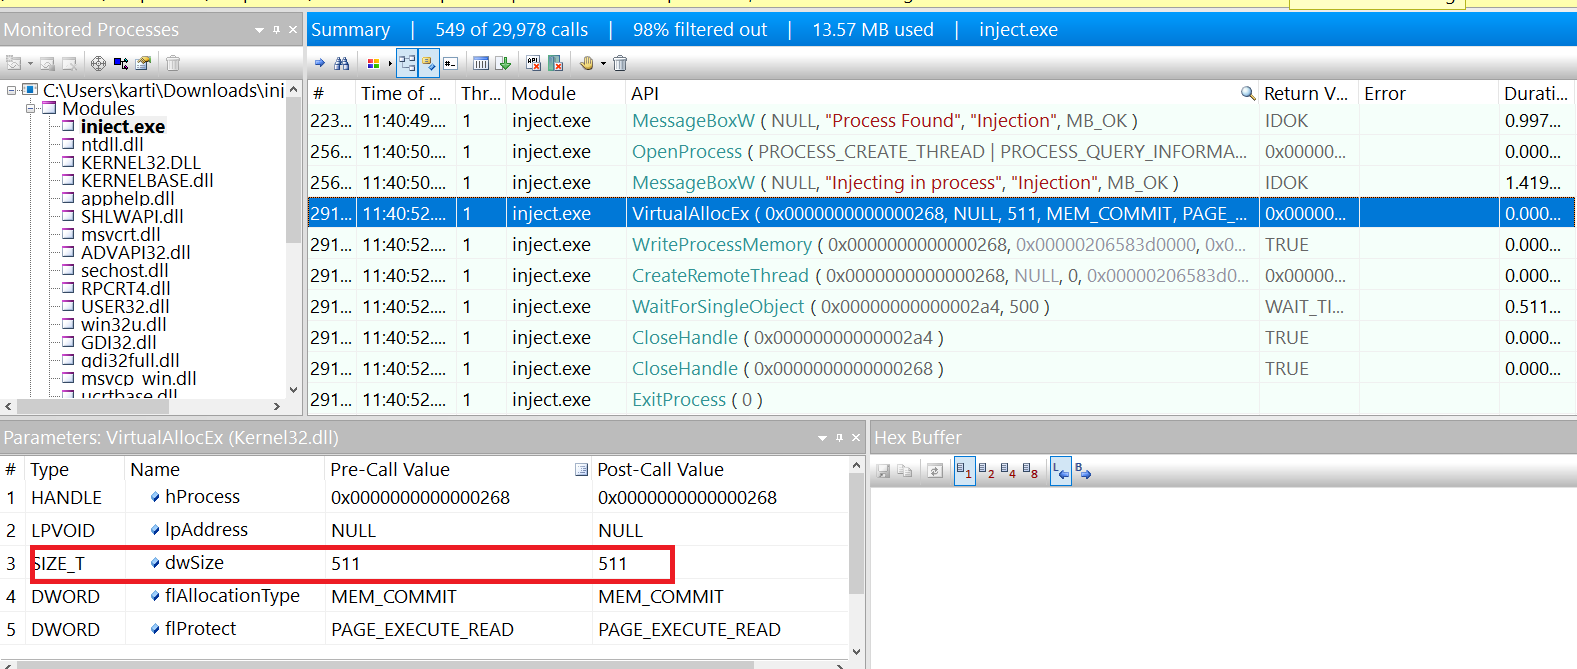 Monitored Processes
Summary | 549 of 29,978 calls | 98% filtered out | 13.57 MB used | inject.exe
C:\Users\karti\Downloads\inj
Modules
inject.exe
ntdll.dll
KERNEL32.DLL
KERNELBASE.dll
apphelp.dll
SHLWAPI.dll
msvcrt.dll
ADVAPI32.dll
sechost.dll
RPCRT4.dll
USER32.dll
win32u.dll
GDI32.dll
gdi32full.dll
msvcp_win.dll
ucrtbase.dll
# Time of ... Thr... Module API Return V... Error Durati...
223... 11:40:49.... 1 inject.exe MessageBoxW ( NULL, "Process Found", "Injection", MB_OK ) IDOK 0.997...
256... 11:40:50.... 1 inject.exe OpenProcess ( PROCESS_CREATE_THREAD | PROCESS_QUERY_INFORMA... 0x00000... 0.000...
256... 11:40:50.... 1 inject.exe MessageBoxW ( NULL, "Injecting in process", "Injection", MB_OK ) IDOK 1.419...
291... 11:40:52.... 1 inject.exe VirtualAllocEx ( 0x0000000000000268, NULL, 511, MEM_COMMIT, PAGE_... 0x00000... 0.000...
291... 11:40:52.... 1 inject.exe WriteProcessMemory ( 0x0000000000000268, 0x00000206583d0000, 0x0... TRUE 0.000...
291... 11:40:52.... 1 inject.exe CreateRemoteThread ( 0x0000000000000268, NULL, 0, 0x00000206583d0... 0x00000... 0.000...
291... 11:40:52.... 1 inject.exe WaitForSingleObject ( 0x00000000000002a4, 500 ) WAIT_TI... 0.511...
291... 11:40:52.... 1 inject.exe CloseHandle ( 0x00000000000002a4 ) TRUE 0.000...
291... 11:40:52.... 1 inject.exe CloseHandle ( 0x0000000000000268 ) TRUE 0.000...
291... 11:40:52.... 1 inject.exe ExitProcess ( 0 )
Parameters: VirtualAllocEx (Kernel32.dll)
# Type Name Pre-Call Value Post-Call Value
1 HANDLE hProcess 0x0000000000000268 0x0000000000000268
2 LPVOID lpAddress NULL NULL
3 SIZE_T dwSize 511 511
4 DWORD flAllocationType MEM_COMMIT MEM_COMMIT
5 DWORD flProtect PAGE_EXECUTE_READ PAGE_EXECUTE_READ
Hex Buffer
1 2 4 8 L B